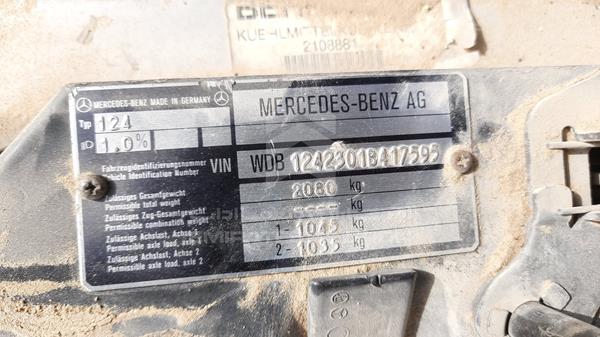 KUEHLMITTEL
2108881
MERCEDES-BENZ MADE IN GERMANY
MERCEDES-BENZ AG
Typ 124
1.0%
Fahrzeugidentifizierungsnummer
Vehicle Identification Number
VIN WDB 1242301B417595
Zulässiges Gesamtgewicht
Permissible total weight
2080 kg
Zulässiges Zug-Gesamtgewicht
Permissible combination weight
---- kg
Zulässige Achslast, Achse 1
Permissible axle load, axle 1
1 - 1045 kg
Zulässige Achslast, Achse 2
Permissible axle load, axle 2
2 - 1035 kg